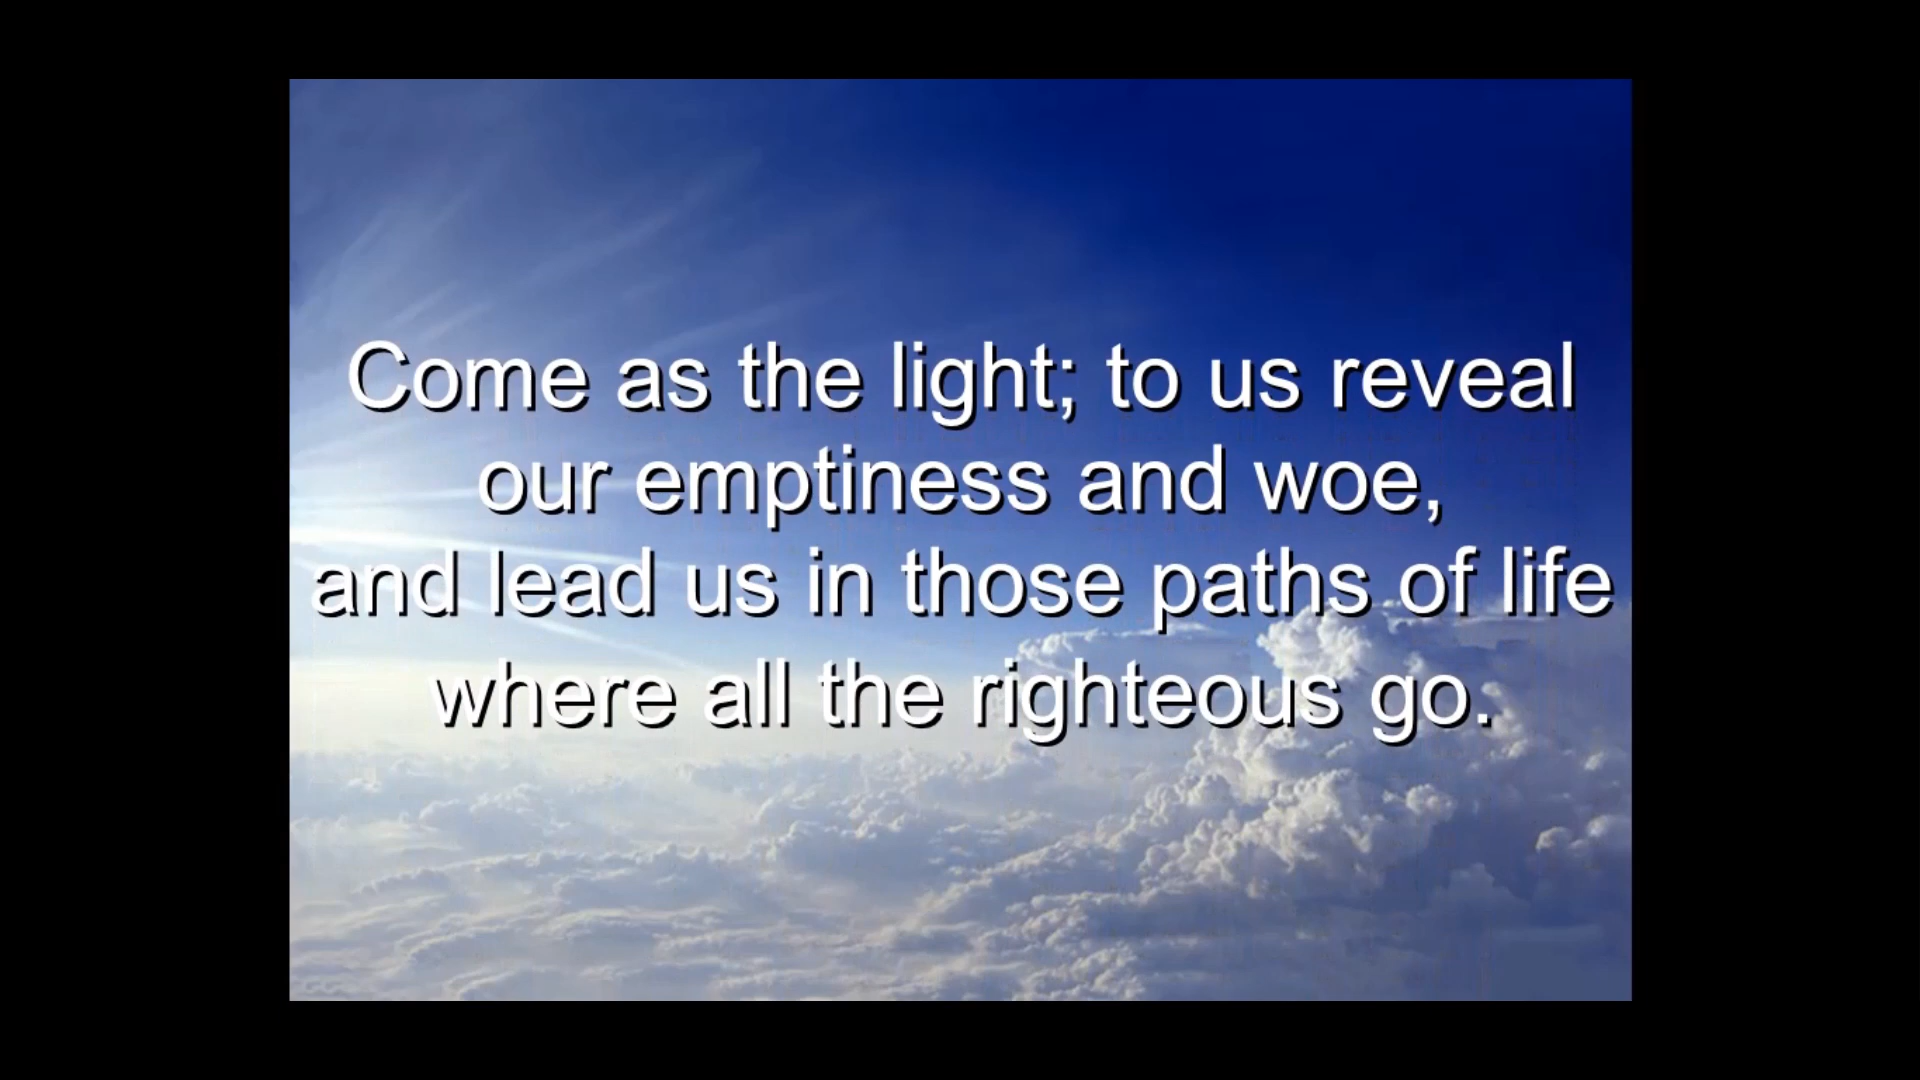 Come as the light; to us reveal
our emptiness and woe,
and lead us in those paths of life
where all the righteous go.